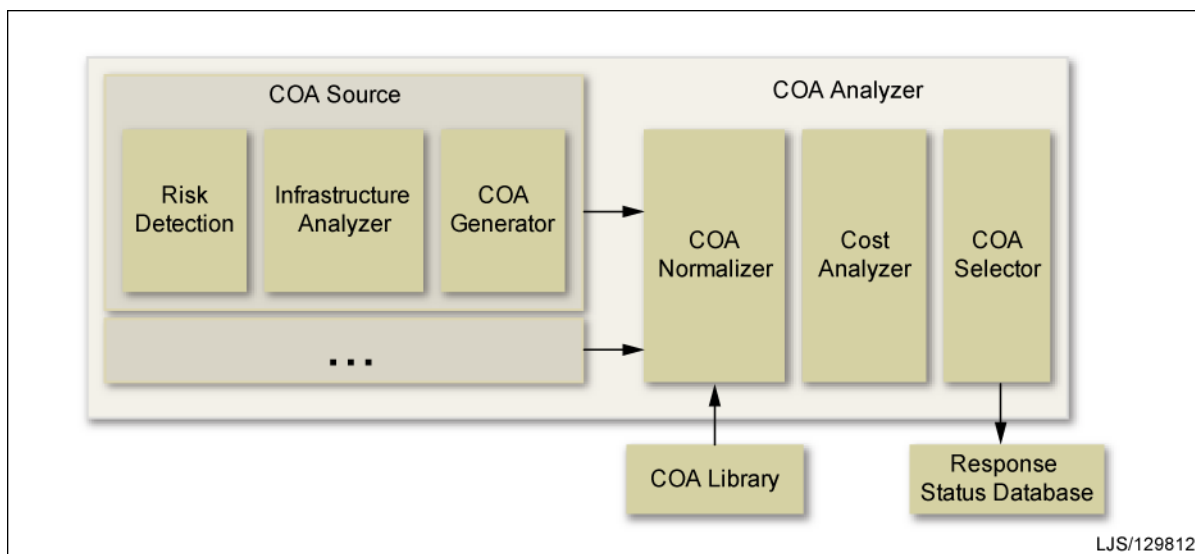 COA Source
COA Analyzer
Risk
Detection
Infrastructure
Analyzer
COA
Generator
COA
Normalizer
Cost
Analyzer
COA
Selector
...
COA Library
Response
Status Database
LJS/129812